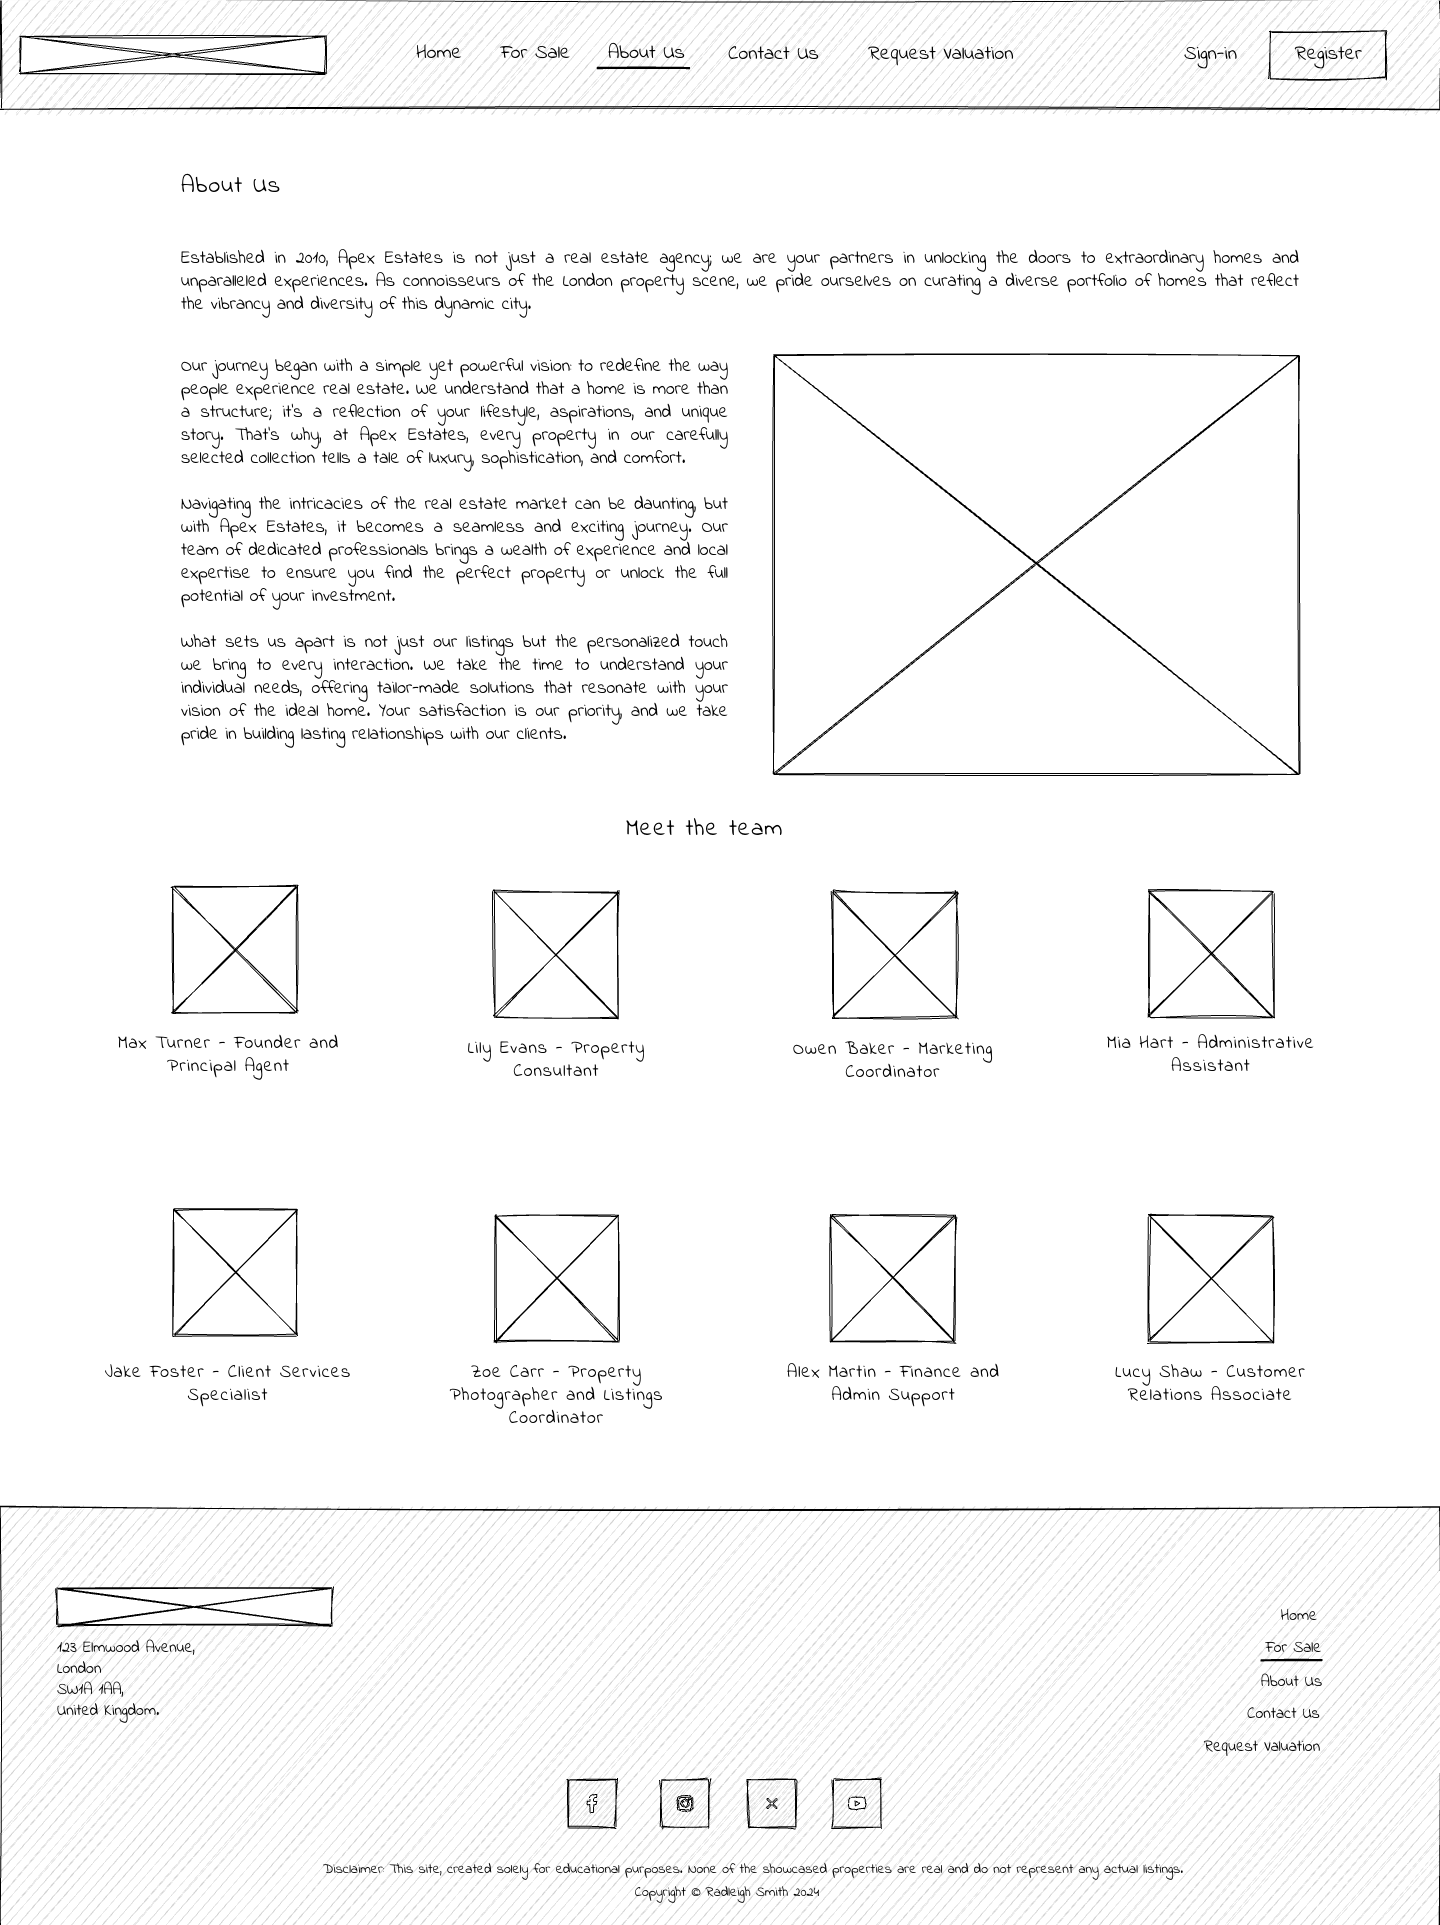 Home For Sale About Us Contact Us Request Valuation Sign-in Register
About Us
Established in 2010, Apex Estates is not just a real estate agency; we are your partners in unlocking the doors to extraordinary homes and
unparalleled experiences. As connoisseurs of the London property scene, we pride ourselves on curating a diverse portfolio of homes that reflect
the vibrancy and diversity of this dynamic city.
Our journey began with a simple yet powerful vision: to redefine the way
people experience real estate. We understand that a home is more than
a structure; it's a reflection of your lifestyle, aspirations, and unique
story. That's why, at Apex Estates, every property in our carefully
selected collection tells a tale of luxury, sophistication, and comfort.
Navigating the intricacies of the real estate market can be daunting, but
with Apex Estates, it becomes a seamless and exciting journey. Our
team of dedicated professionals brings a wealth of experience and local
expertise to ensure you find the perfect property or unlock the full
potential of your investment.
What sets us apart is not just our listings but the personalized touch
we bring to every interaction. We take the time to understand your
individual needs, offering tailor-made solutions that resonate with your
vision of the ideal home. Your satisfaction is our priority, and we take
pride in building lasting relationships with our clients.
Meet the team
Max Turner - Founder and
Principal Agent
Lily Evans - Property
Consultant
Owen Baker - Marketing
Coordinator
Mia Hart - Administrative
Assistant
Jake Foster - Client Services
Specialist
Zoe Carr - Property
Photographer and Listings
Coordinator
Alex Martin - Finance and
Admin Support
Lucy Shaw - Customer
Relations Associate
123 Elmwood Avenue,
London
SW1A 1AA,
United Kingdom.
Home
For Sale
About Us
Contact Us
Request Valuation
Disclaimer: This site, created solely for educational purposes. None of the showcased properties are real and do not represent any actual listings.
Copyright © Radleigh Smith 2024